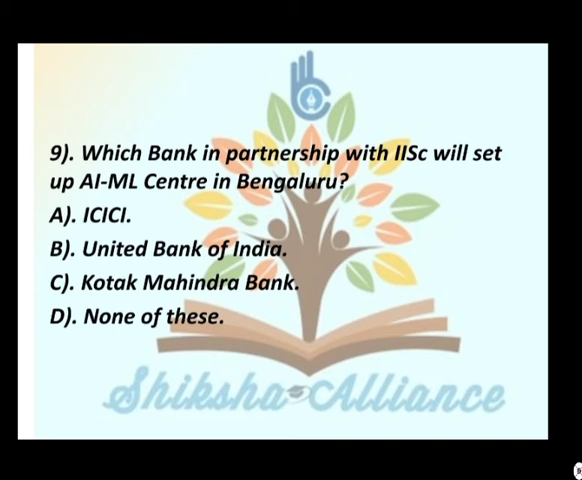 9). Which Bank in partnership with IISc will set
up AI-ML Centre in Bengaluru?
A). ICICI.
B). United Bank of India.
C). Kotak Mahindra Bank.
D). None of these.
Shiksha Alliance